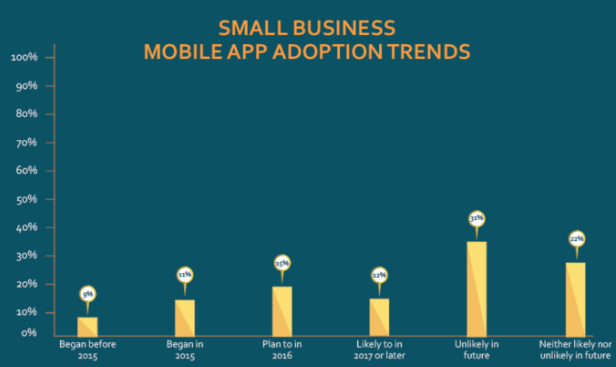 SMALL BUSINESS
MOBILE APP ADOPTION TRENDS
100%
90%
80%
70%
60%
50%
40%
30%
20%
10%
0%
9%
11%
15%
12%
31%
22%
Began before
2015
Began in
2015
Plan to in
2016
Likely to in
2017 or later
Unlikely in
future
Neither likely nor
unlikely in future